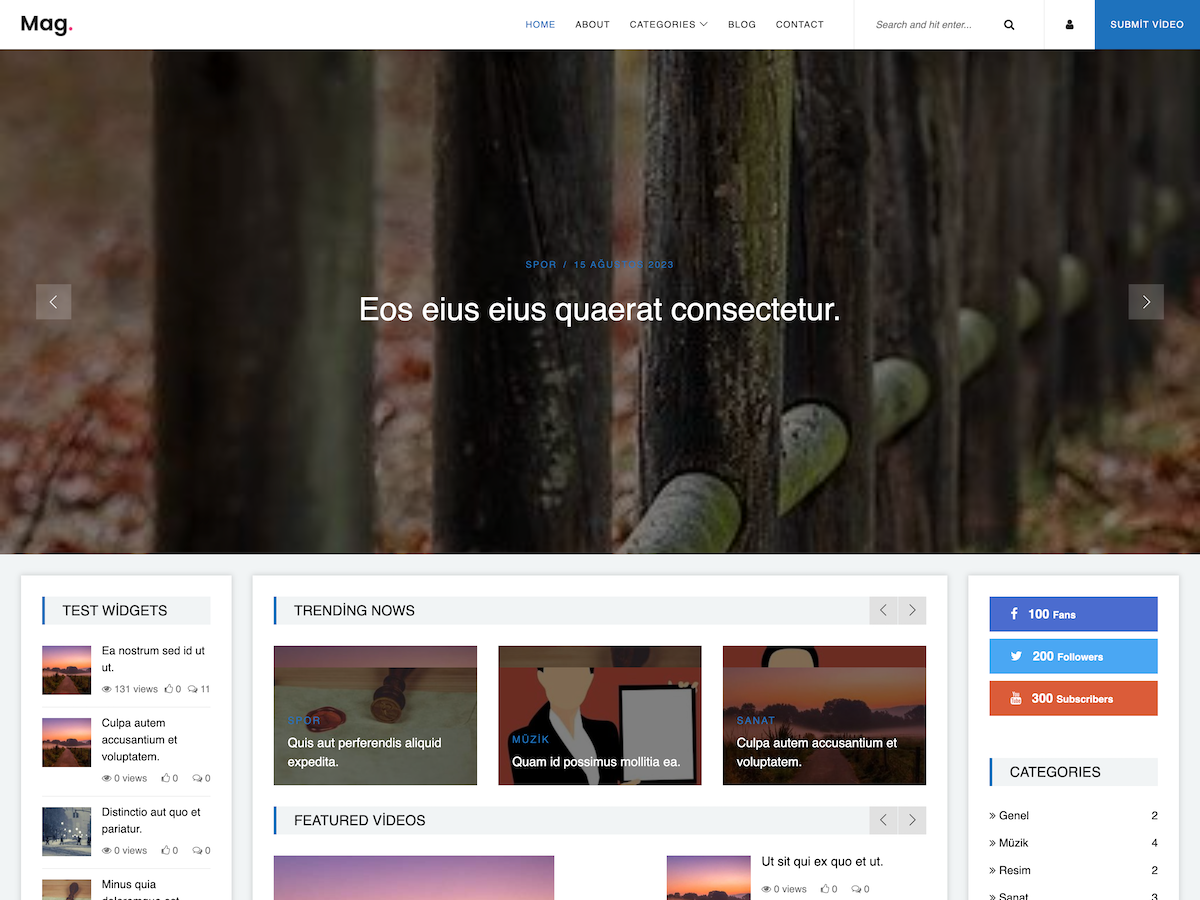 Mag.
HOME
ABOUT
CATEGORIES
BLOG
CONTACT
Search and hit enter...
SUBMİT VİDEO
SPOR / 15 AĞUSTOS 2023
Eos eius eius quaerat consectetur.
TEST WİDGETS
Ea nostrum sed id ut
ut.
131 views 0 11
Culpa autem
accusantium et
voluptatem.
0 views 0 0
Distinctio aut quo et
pariatur.
0 views 0 0
Minus quia
doloremque est
TRENDİNG NOWS
SPOR
Quis aut perferendis aliquid
expedita.
MÜZİK
Quam id possimus mollitia ea.
SANAT
Culpa autem accusantium et
voluptatem.
FEATURED VİDEOS
Ut sit qui ex quo et ut.
0 views 0 0
100 Fans
200 Followers
300 Subscribers
CATEGORIES
Genel 2
Müzik 4
Resim 2
Sanat 3